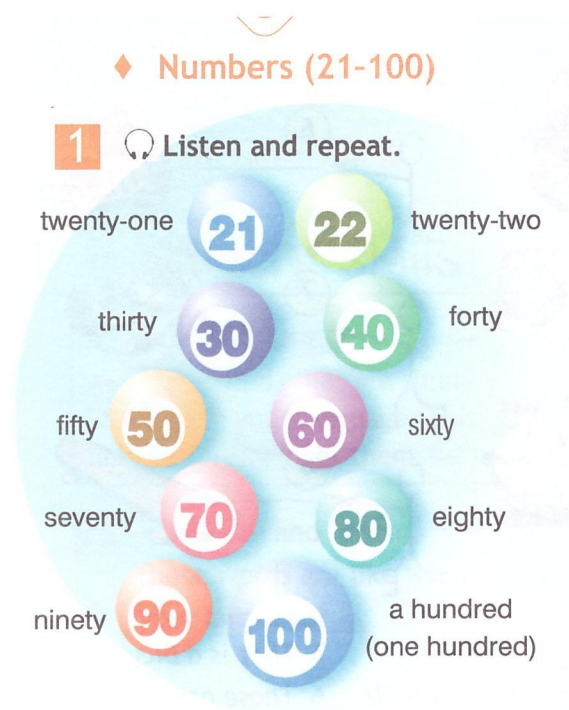 ♦ Numbers (21-100)
1 Listen and repeat.
twenty-one 21 22 twenty-two
thirty 30 40 forty
fifty 50 60 sixty
seventy 70 80 eighty
ninety 90 100 a hundred
(one hundred)